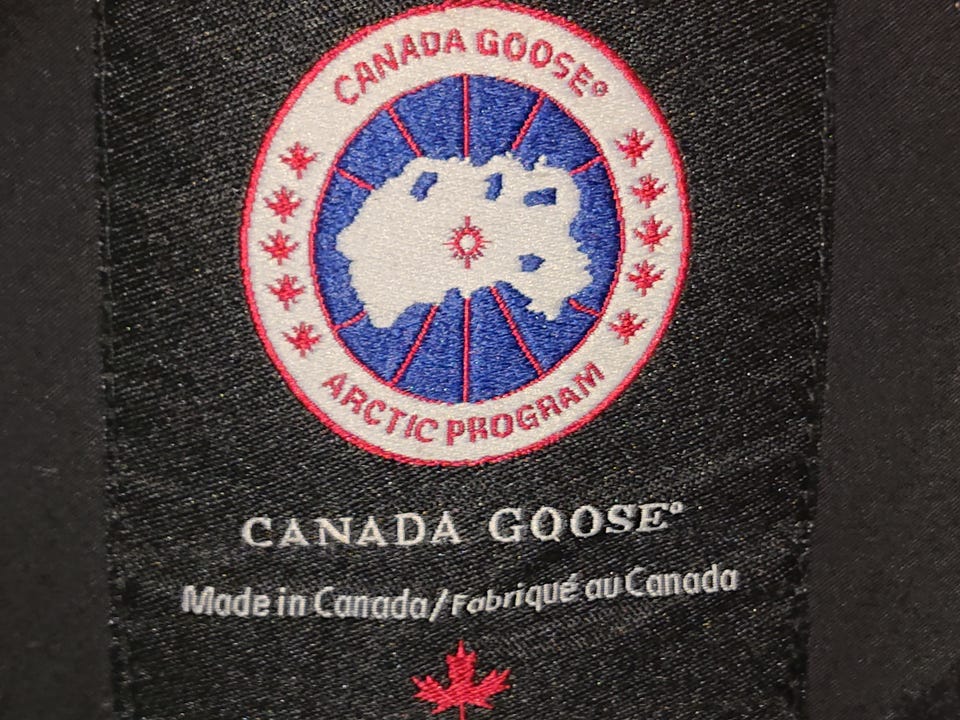 CANADA GOOSE®
ARCTIC PROGRAM
CANADA GOOSE®
Made in Canada/Fabriqué au Canada